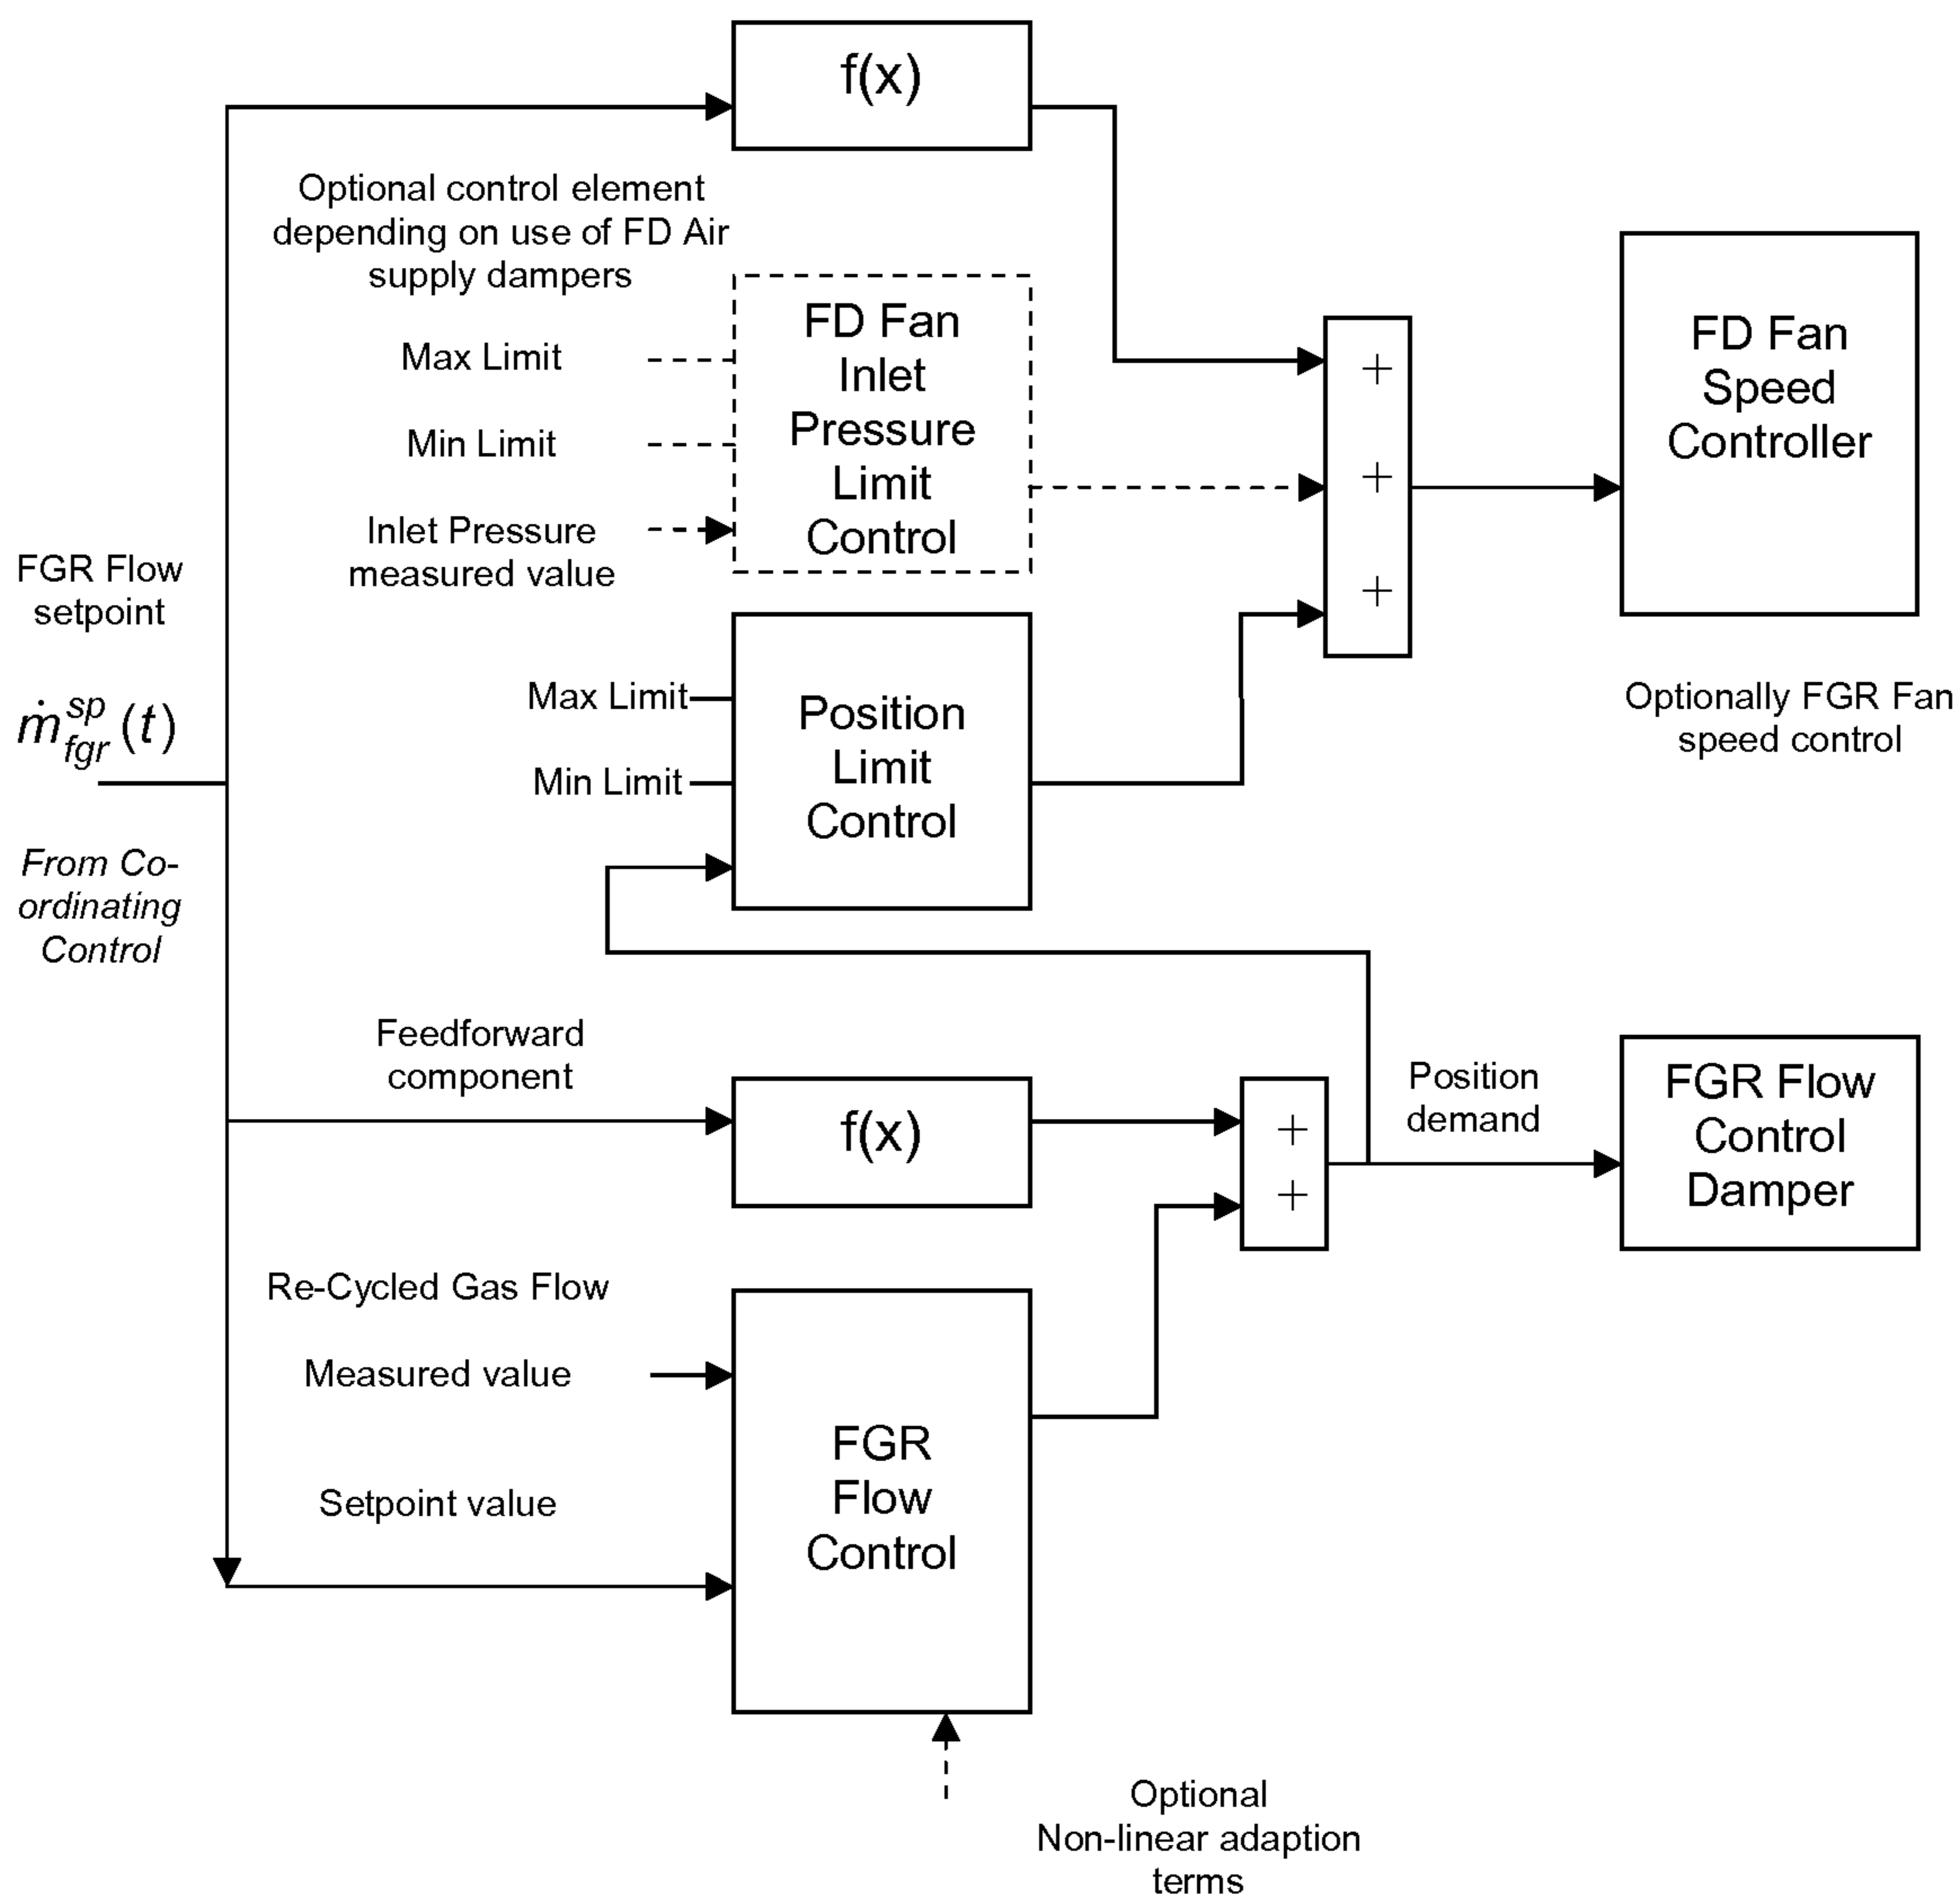 f(x)
Optional control element
depending on use of FD Air
supply dampers
FD Fan
Inlet
Pressure
Limit
Control
Max Limit
Min Limit
Inlet Pressure
measured value
+
+
+
FD Fan
Speed
Controller
Optionally FGR Fan
speed control
FGR Flow
setpoint
ṁ_fgr^sp (t)
From Co-
ordinating
Control
Max Limit
Min Limit
Position
Limit
Control
Feedforward
component
f(x)
+
+
Position
demand
FGR Flow
Control
Damper
Re-Cycled Gas Flow
Measured value
Setpoint value
FGR
Flow
Control
Optional
Non-linear adaption
terms